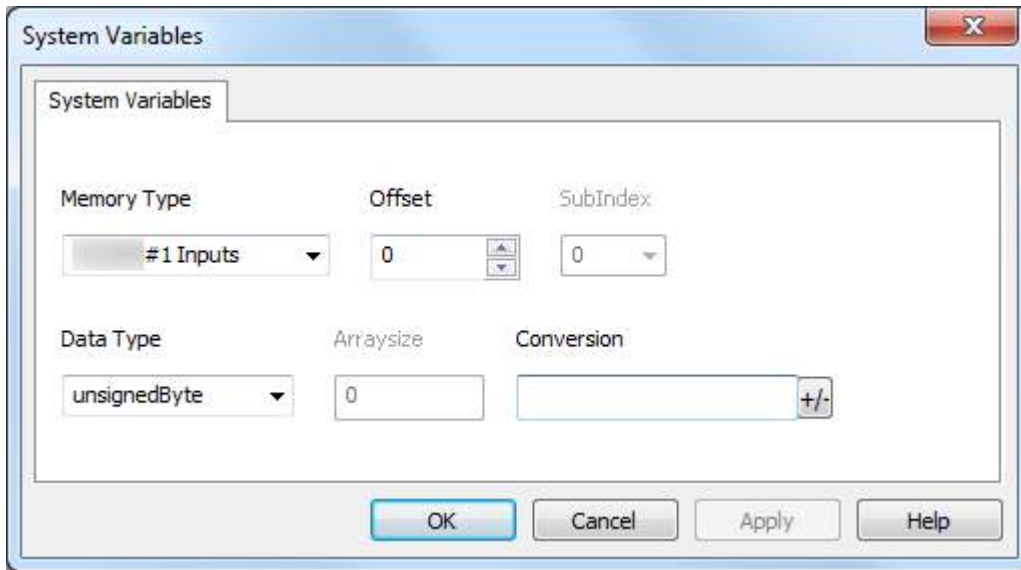 System Variables
System Variables
Memory Type Offset SubIndex
#1 Inputs 0 0
Data Type Arraysize Conversion
unsignedByte 0 +/-
OK Cancel Apply Help